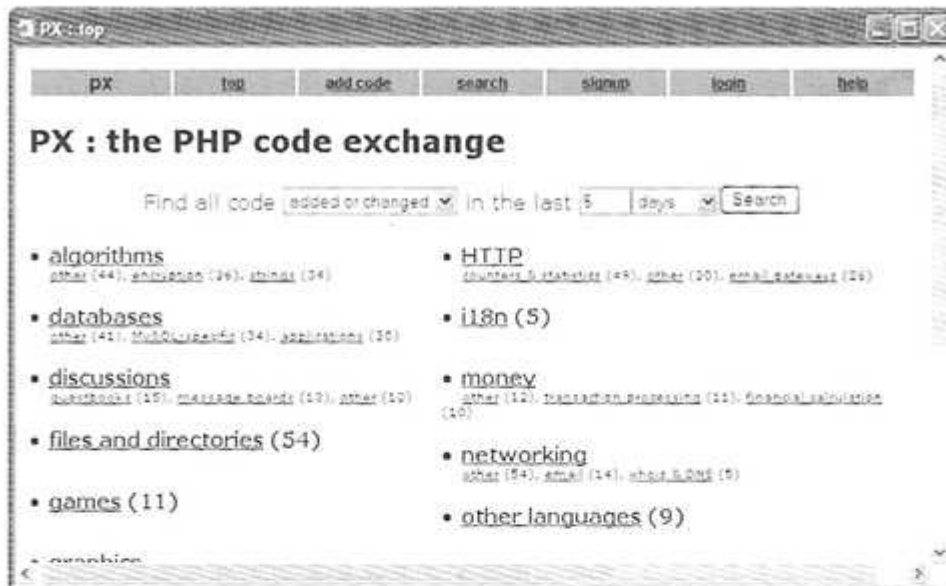 PX : top
px top add code search signup login help
PX : the PHP code exchange
Find all code added or changed in the last 5 days Search
• algorithms
other (44), encryption (36), strings (34)
• databases
other (41), MySQL-specific (34), applications (30)
• discussions
guestbooks (15), message boards (13), other (10)
• files and directories (54)
• games (11)
• graphics
• HTTP
counters & statistics (49), other (30), email gateways (26)
• i18n (5)
• money
other (12), transaction processing (11), financial calculation
(10)
• networking
other (54), email (14), whois & DNS (5)
• other languages (9)